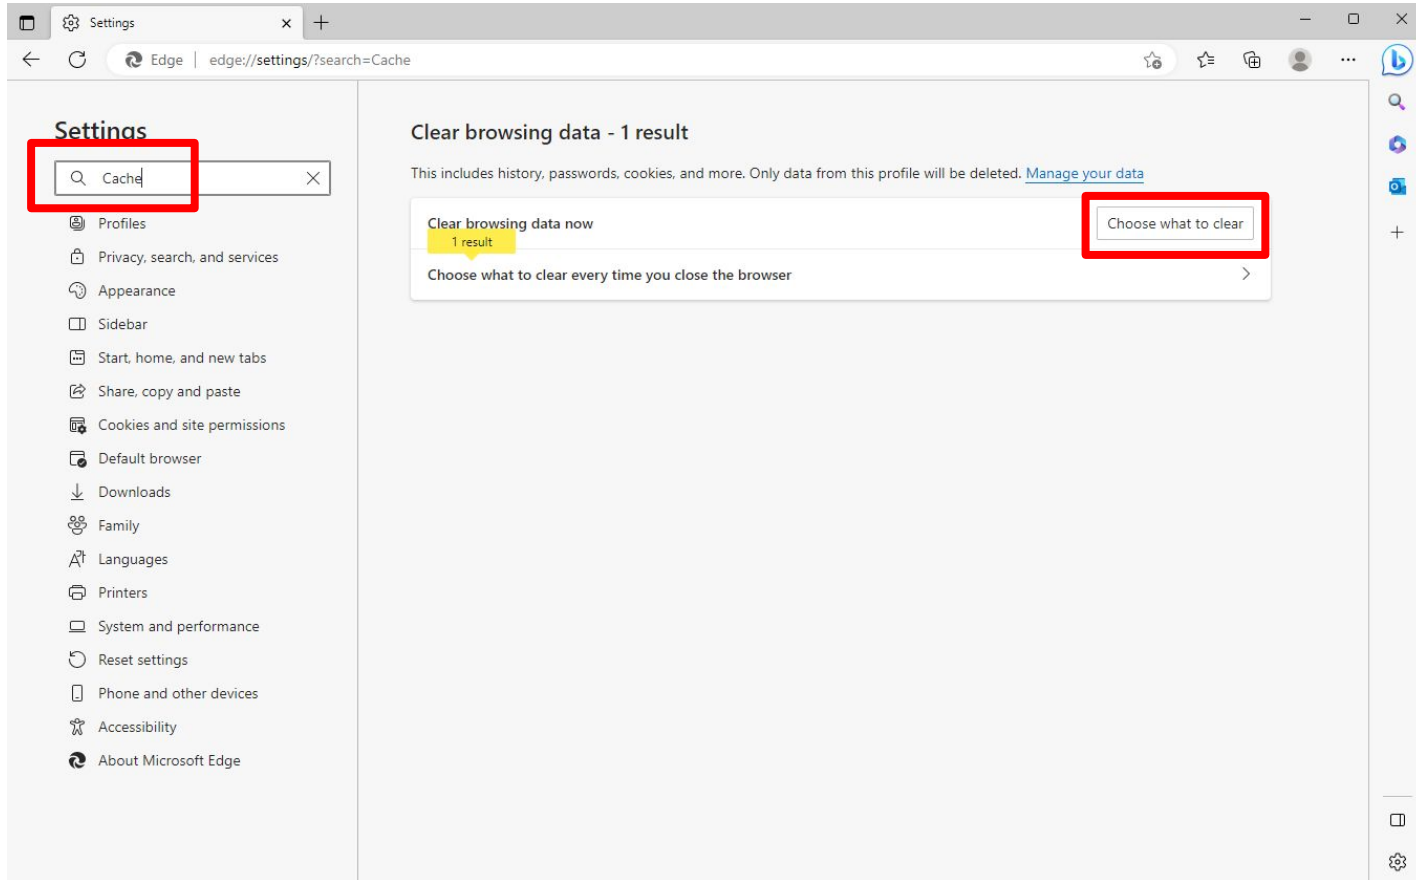 Settings
Edge | edge://settings/?search=Cache
Settings
Cache
Profiles
Privacy, search, and services
Appearance
Sidebar
Start, home, and new tabs
Share, copy and paste
Cookies and site permissions
Default browser
Downloads
Family
Languages
Printers
System and performance
Reset settings
Phone and other devices
Accessibility
About Microsoft Edge
Clear browsing data - 1 result
This includes history, passwords, cookies, and more. Only data from this profile will be deleted. Manage your data
Clear browsing data now
Choose what to clear
1 result
Choose what to clear every time you close the browser